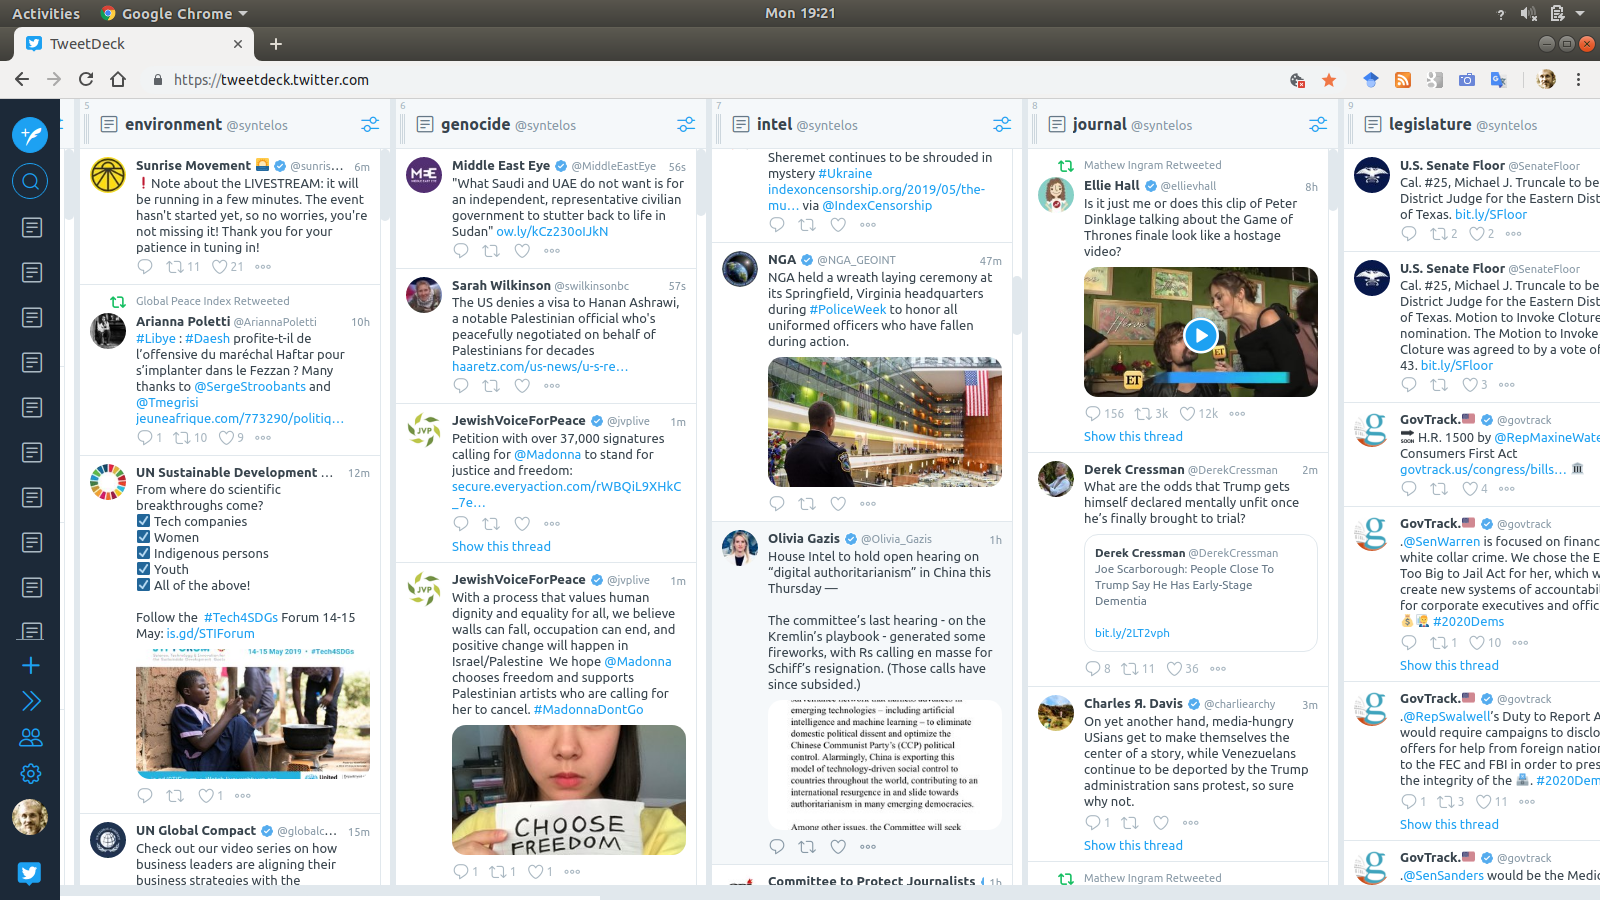 Activities
Google Chrome
Mon 19:21
TweetDeck
https://tweetdeck.twitter.com
5
environment @syntelos
Sunrise Movement @sunris... 6m
Note about the LIVESTREAM: it will
be running in a few minutes. The event
hasn't started yet, so no worries, you're
not missing it! Thank you for your
patience in tuning in!
11 21
Global Peace Index Retweeted
Arianna Poletti @AriannaPoletti 10h
#Libye : #Daesh profite-t-il de
l'offensive du maréchal Haftar pour
s'implanter dans le Fezzan ? Many
thanks to @SergeStroobants and
@Tmegrisi
jeuneafrique.com/773290/politiq...
1 10 9
UN Sustainable Development ... 12m
From where do scientific
breakthroughs come?
Tech companies
Women
Indigenous persons
Youth
All of the above!
Follow the #Tech4SDGs Forum 14-15
May: is.gd/STIForum
14-15 May 2019 #Tech4SDGs
United
1
UN Global Compact @globalc... 15m
Check out our video series on how
business leaders are aligning their
business strategies with the
6
genocide @syntelos
MEE
Middle East Eye @MiddleEastEye 56s
"What Saudi and UAE do not want is for
an independent, representative civilian
government to stutter back to life in
Sudan" ow.ly/kCz230oIJkN
Sarah Wilkinson @swilkinsonbc 57s
The US denies a visa to Hanan Ashrawi,
a notable Palestinian official who's
peacefully negotiated on behalf of
Palestinians for decades
haaretz.com/us-news/u-s-re...
JVP
JewishVoiceForPeace @jvplive 1m
Petition with over 37,000 signatures
calling for @Madonna to stand for
justice and freedom:
secure.everyaction.com/rWBQiL9XHkC
_7e...
Show this thread
JVP
JewishVoiceForPeace @jvplive 1m
With a process that values human
dignity and equality for all, we believe
walls can fall, occupation can end, and
positive change will happen in
Israel/Palestine We hope @Madonna
chooses freedom and supports
Palestinian artists who are calling for
her to cancel. #MadonnaDontGo
CHOOSE
FREEDOM
1 1 1
7
intel @syntelos
Sheremet continues to be shrouded in
mystery #Ukraine
indexoncensorship.org/2019/05/the-
mu... via @IndexCensorship
NGA @NGA_GEOINT 47m
NGA held a wreath laying ceremony at
its Springfield, Virginia headquarters
during #PoliceWeek to honor all
uniformed officers who have fallen
during action.
Olivia Gazis @Olivia_Gazis 1h
House Intel to hold open hearing on
"digital authoritarianism" in China this
Thursday —
The committee's last hearing - on the
Kremlin's playbook - generated some
fireworks, with Rs calling en masse for
Schiff's resignation. (Those calls have
since subsided.)
emerging technologies – including artificial
intelligence and machine learning – to eliminate
domestic political dissent and optimize the
Chinese Communist Party's (CCP) political
control. Alarmingly, China is exporting this
model of technology-driven social control to
countries throughout the world, contributing to an
international resurgence in and slide towards
authoritarianism in many emerging democracies.
Among other issues, the Committee will seek
Committee to Protect Journalists 1h
8
journal @syntelos
Mathew Ingram Retweeted
Ellie Hall @ellievhall 8h
Is it just me or does this clip of Peter
Dinklage talking about the Game of
Thrones finale look like a hostage
video?
ET
ET
156 3k 12k
Show this thread
Derek Cressman @DerekCressman 2m
What are the odds that Trump gets
himself declared mentally unfit once
he's finally brought to trial?
Derek Cressman @DerekCressman
Joe Scarborough: People Close To
Trump Say He Has Early-Stage
Dementia
bit.ly/2LT2vph
8 11 36
Charles Я. Davis @charliearchy 3m
On yet another hand, media-hungry
USians get to make themselves the
center of a story, while Venezuelans
continue to be deported by the Trump
administration sans protest, so sure
why not.
1
Show this thread
Mathew Ingram Retweeted
9
legislature @syntelos
U.S. Senate Floor @SenateFloor
Cal. #25, Michael J. Truncale to be
District Judge for the Eastern Dist
of Texas. bit.ly/SFloor
2 2
U.S. Senate Floor @SenateFloor
Cal. #25, Michael J. Truncale to be
District Judge for the Eastern Dist
of Texas. Motion to Invoke Cloture
nomination. The Motion to Invoke
Cloture was agreed to by a vote of
43. bit.ly/SFloor
3
GovTrack. @govtrack
SOON H.R. 1500 by @RepMaxineWate
Consumers First Act
govtrack.us/congress/bills...
4
GovTrack. @govtrack
.@SenWarren is focused on financ
white collar crime. We chose the E
Too Big to Jail Act for her, which w
create new systems of accountabil
for corporate executives and offic
#2020Dems
1 10
Show this thread
GovTrack. @govtrack
.@RepSwalwell's Duty to Report A
would require campaigns to disclo
offers for help from foreign nation
to the FEC and FBI in order to pres
the integrity of the . #2020Dem
1 3 11
Show this thread
GovTrack. @govtrack
.@SenSanders would be the Medic